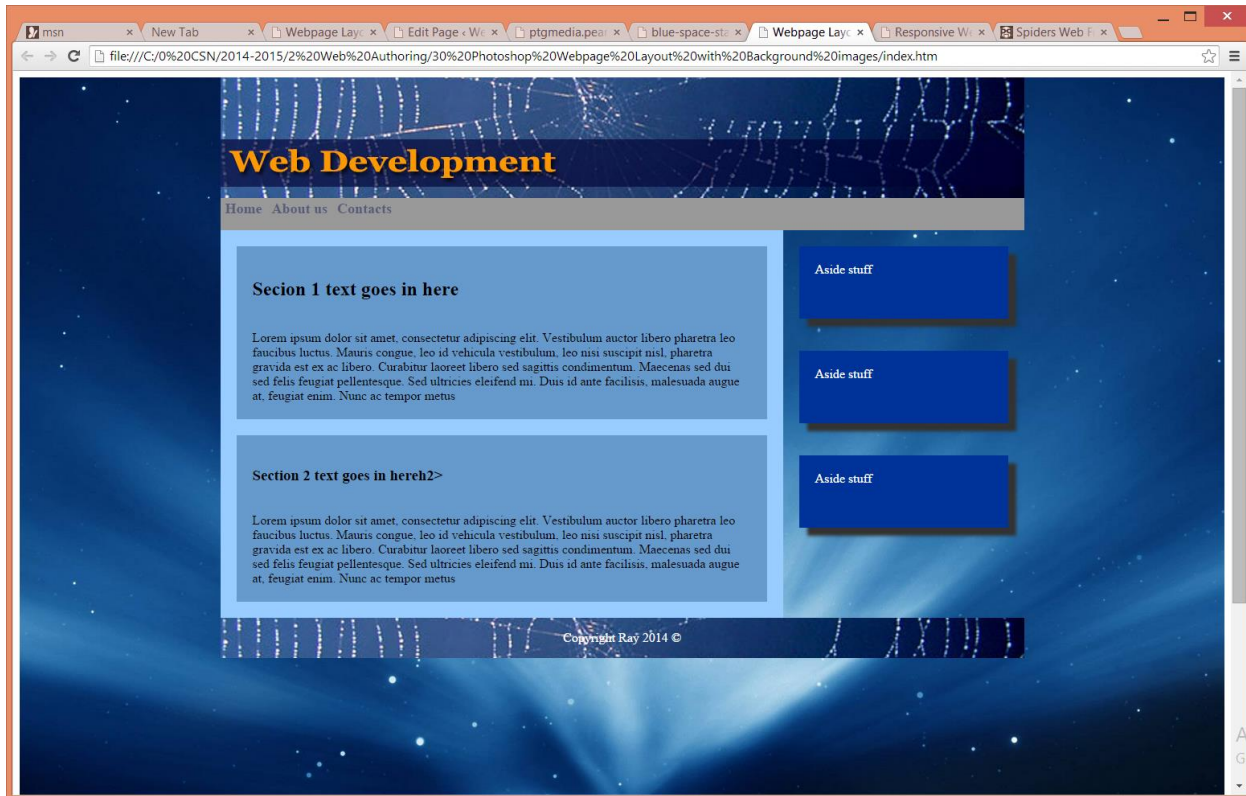 msn
New Tab
Webpage Layc
Edit Page ‹ We
ptgmedia.pear
blue-space-sta
Webpage Layc
Responsive We
Spiders Web F
file:///C:/0%20CSN/2014-2015/2%20Web%20Authoring/30%20Photoshop%20Webpage%20Layout%20with%20Background%20images/index.htm
Web Development
Home About us Contacts
Secion 1 text goes in here
Lorem ipsum dolor sit amet, consectetur adipiscing elit. Vestibulum auctor libero pharetra leo
faucibus luctus. Mauris congue, leo id vehicula vestibulum, leo nisi suscipit nisl, pharetra
gravida est ex ac libero. Curabitur laoreet libero sed sagittis condimentum. Maecenas sed dui
sed felis feugiat pellentesque. Sed ultricies eleifend mi. Duis id ante facilisis, malesuada augue
at, feugiat enim. Nunc ac tempor metus
Section 2 text goes in hereh2>
Lorem ipsum dolor sit amet, consectetur adipiscing elit. Vestibulum auctor libero pharetra leo
faucibus luctus. Mauris congue, leo id vehicula vestibulum, leo nisi suscipit nisl, pharetra
gravida est ex ac libero. Curabitur laoreet libero sed sagittis condimentum. Maecenas sed dui
sed felis feugiat pellentesque. Sed ultricies eleifend mi. Duis id ante facilisis, malesuada augue
at, feugiat enim. Nunc ac tempor metus
Aside stuff
Aside stuff
Aside stuff
Copyright Ray 2014 ©
A
G